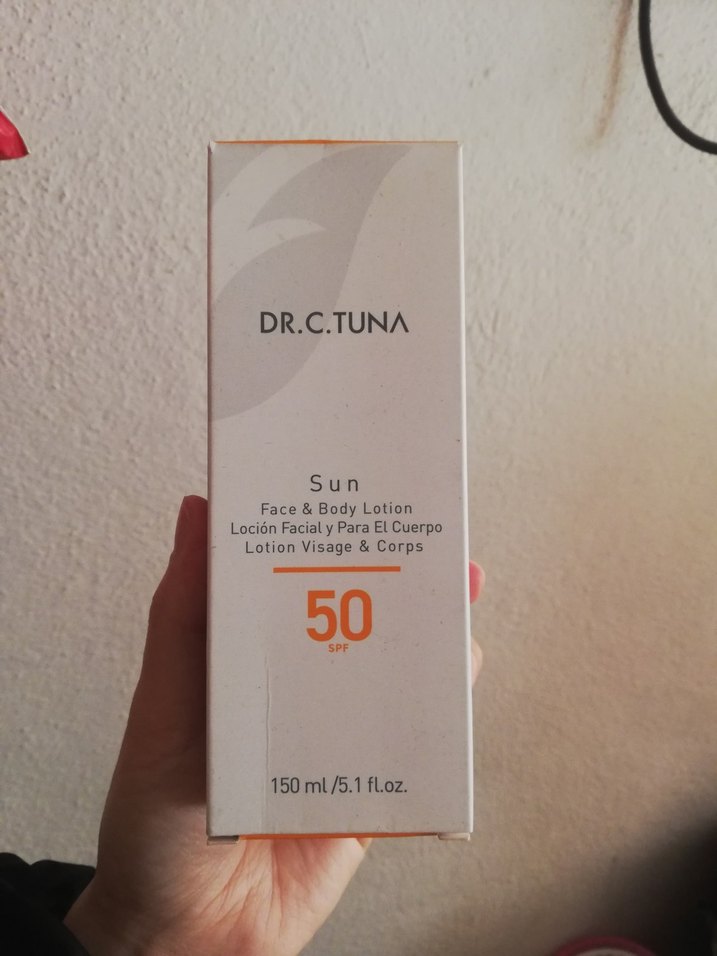 DR.C.TUNA
Sun
Face & Body Lotion
Loción Facial y Para El Cuerpo
Lotion Visage & Corps
50
SPF
150 ml /5.1 fl.oz.